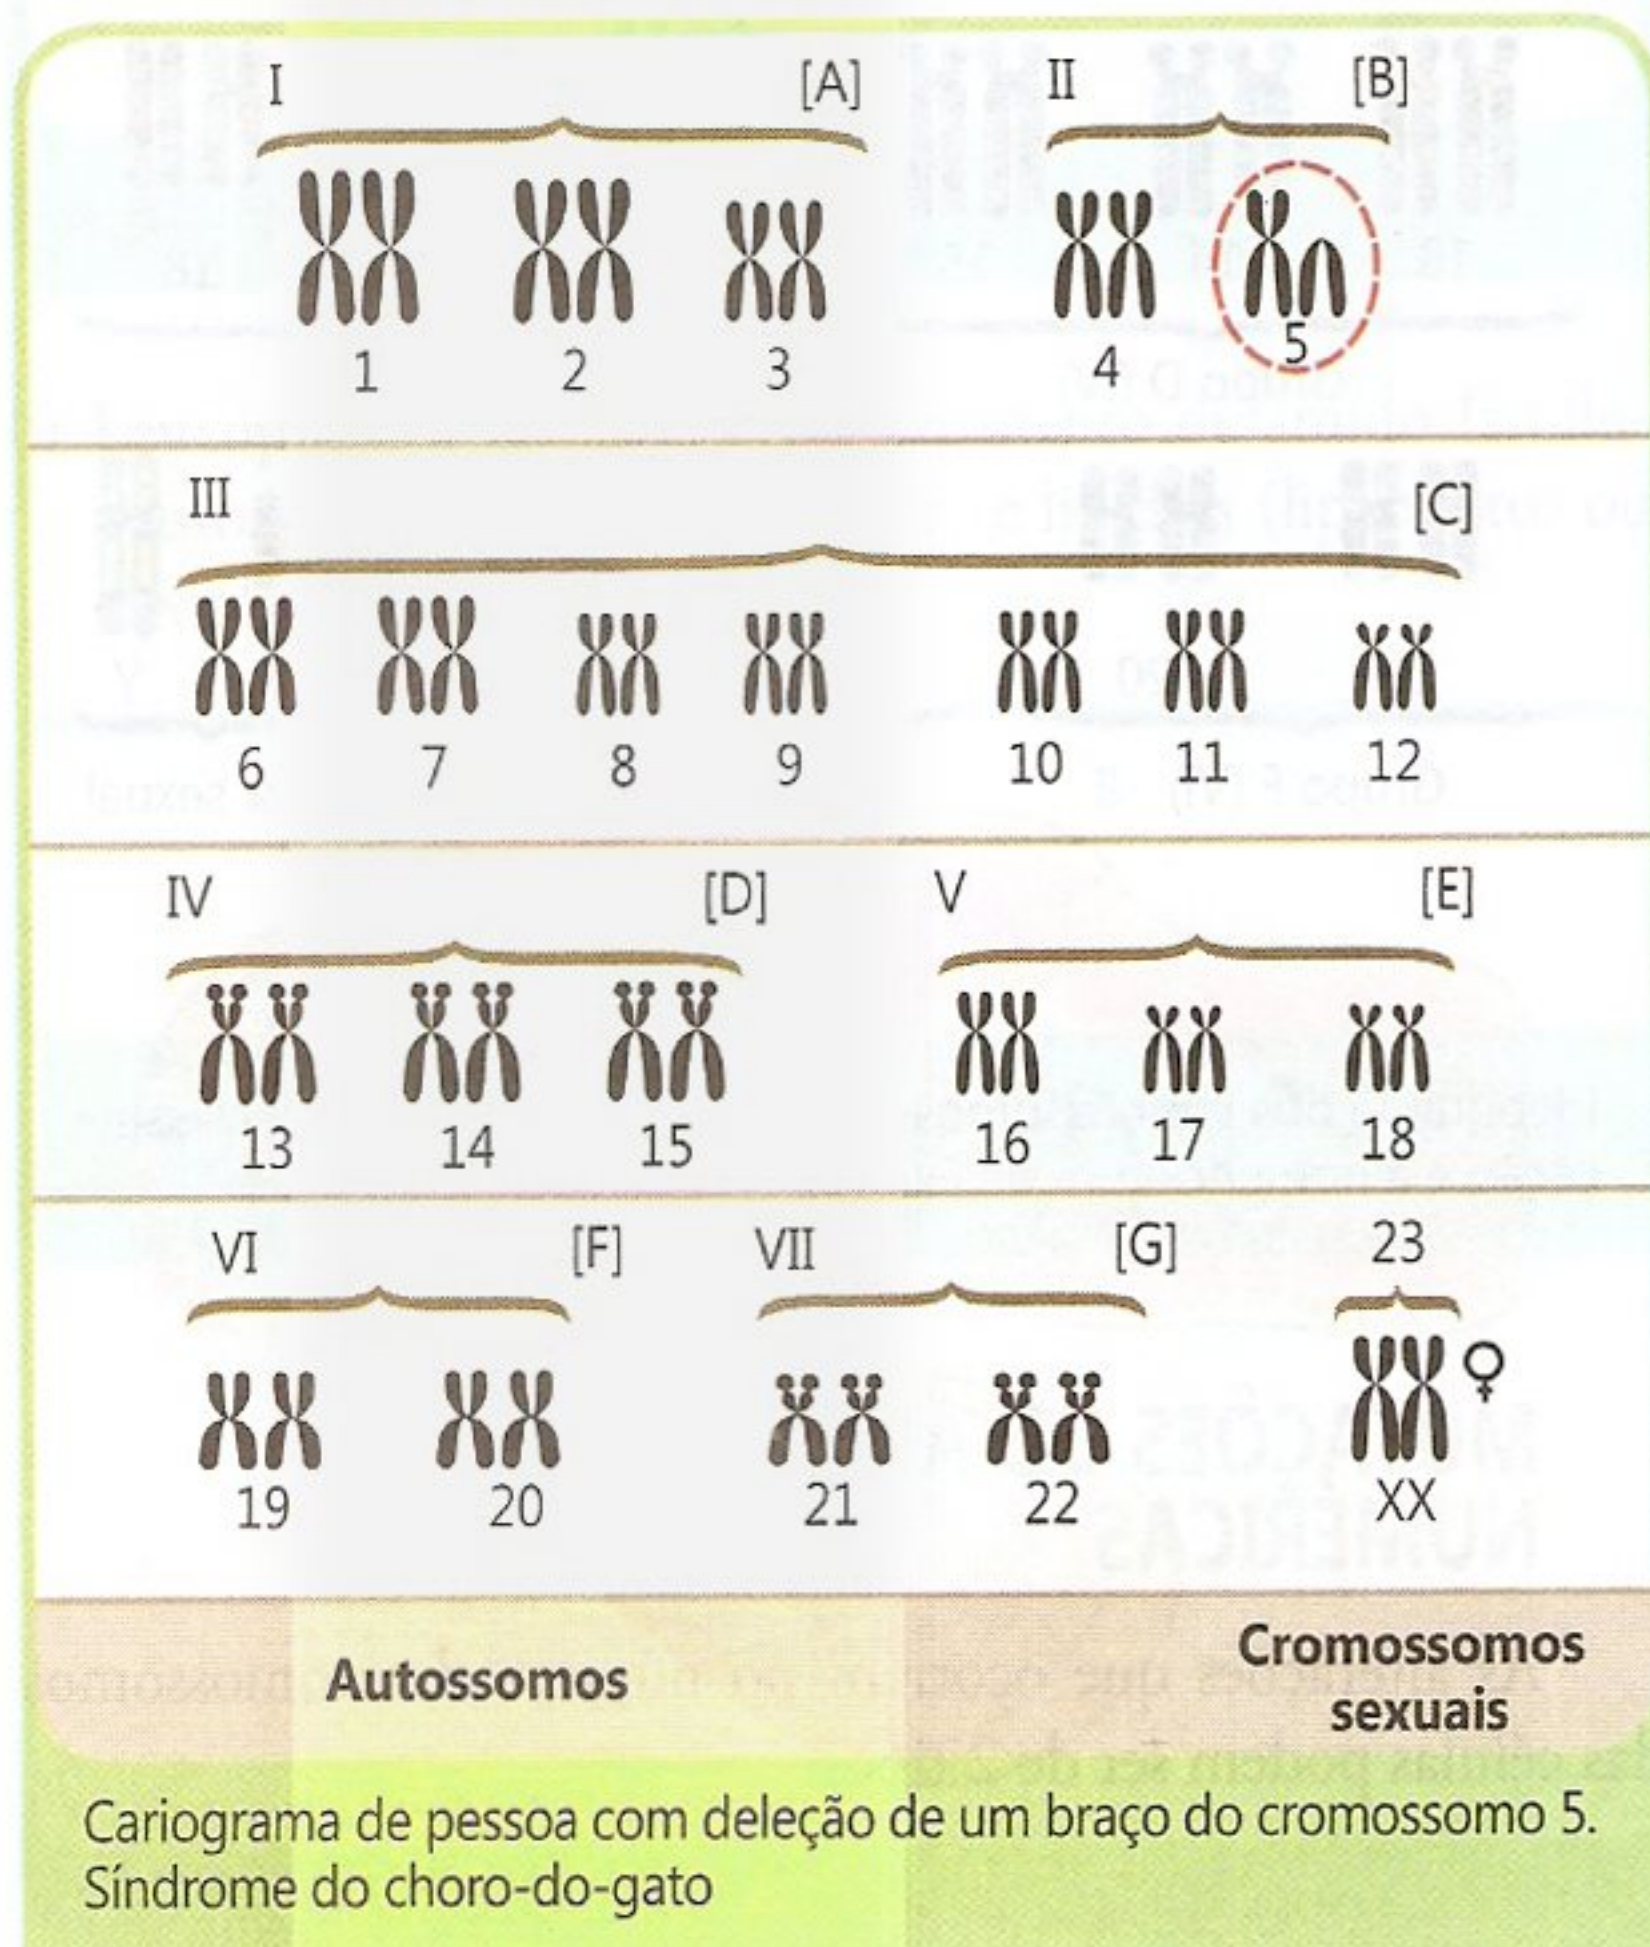 I [A] II [B]
1 2 3 4 5
III [C]
6 7 8 9 10 11 12
IV [D] V [E]
13 14 15 16 17 18
VI [F] VII [G] 23
19 20 21 22 XX
Autossomos
Cromossomos
sexuais
Cariograma de pessoa com deleção de um braço do cromossomo 5.
Síndrome do choro-do-gato